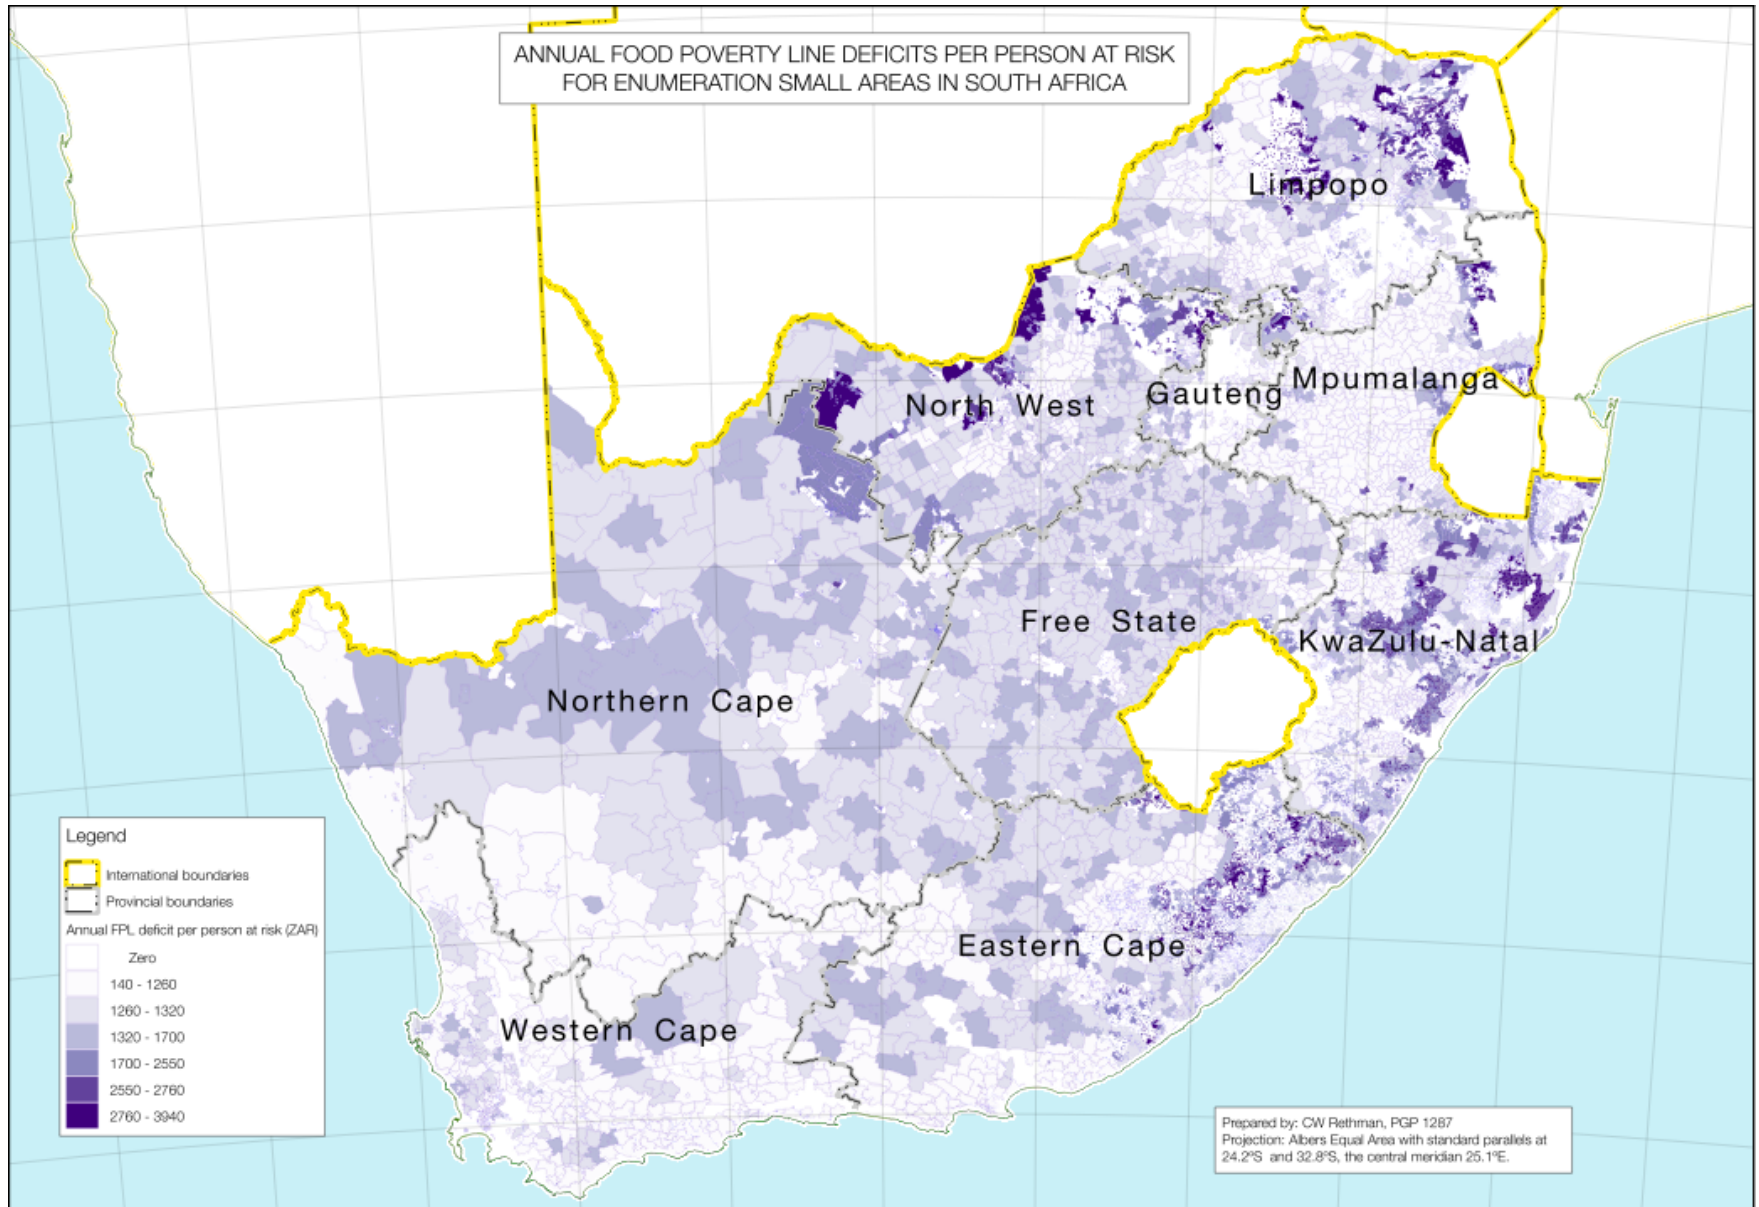 ANNUAL FOOD POVERTY LINE DEFICITS PER PERSON AT RISK
FOR ENUMERATION SMALL AREAS IN SOUTH AFRICA
Limpopo
Mpumalanga
Gauteng
North West
Free State
KwaZulu-Natal
Northern Cape
Eastern Cape
Western Cape
Legend
International boundaries
Provincial boundaries
Annual FPL deficit per person at risk (ZAR)
Zero
140 - 1260
1260 - 1320
1320 - 1700
1700 - 2550
2550 - 2760
2760 - 3940
Prepared by: CW Rethman, PGP 1287
Projection: Albers Equal Area with standard parallels at
24.2ºS and 32.8ºS, the central meridian 25.1ºE.